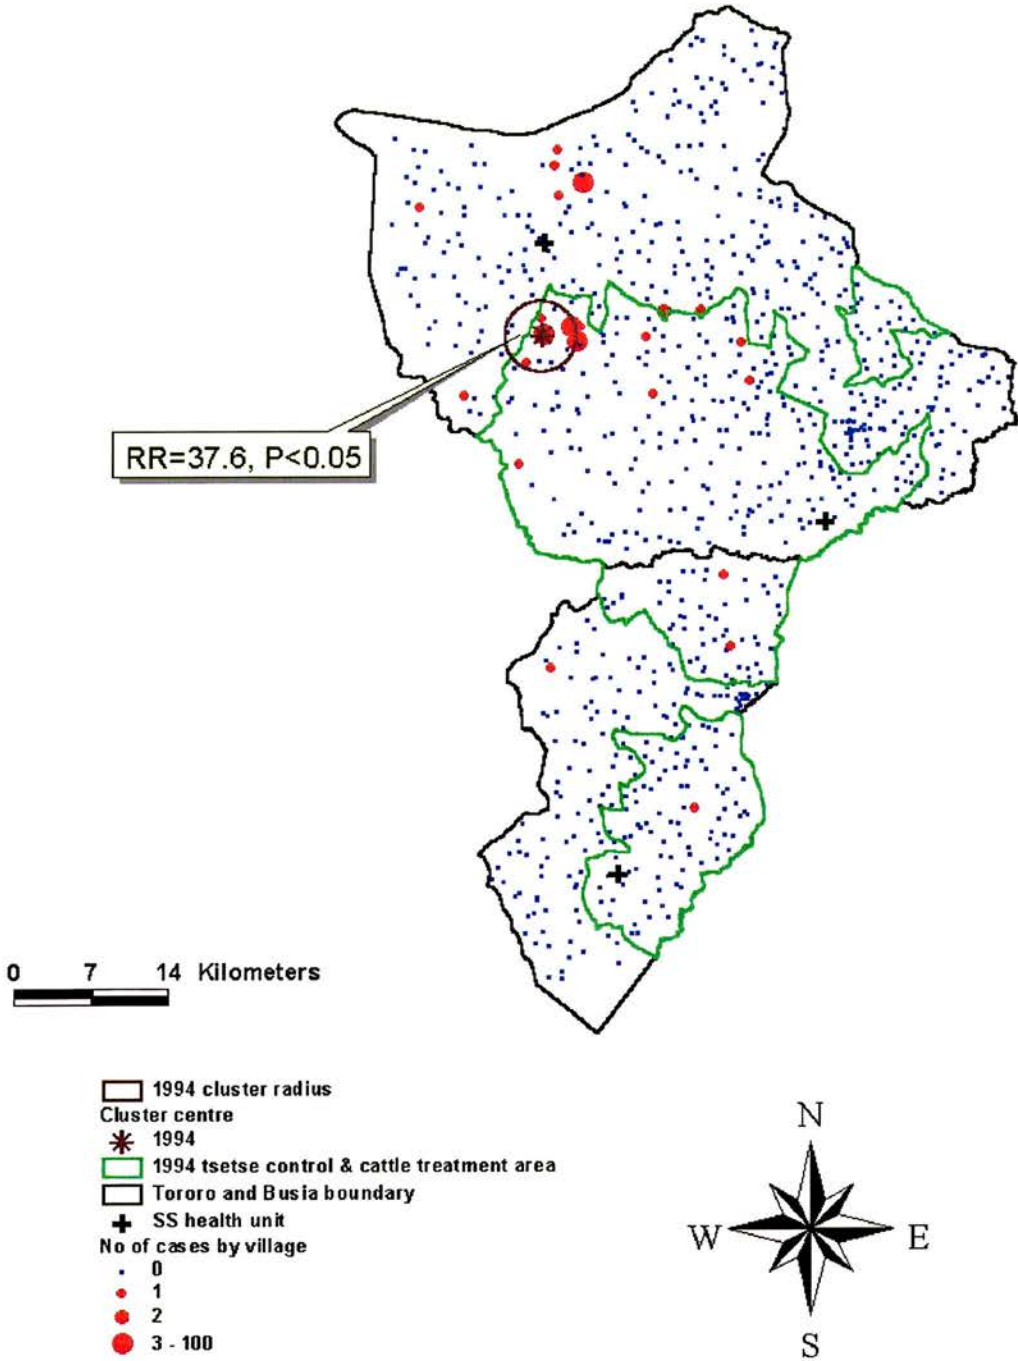 RR=37.6, P<0.05
0 7 14 Kilometers
1994 cluster radius
Cluster centre
1994
1994 tsetse control & cattle treatment area
Tororo and Busia boundary
SS health unit
No of cases by village
0
1
2
3 - 100
N
W E
S